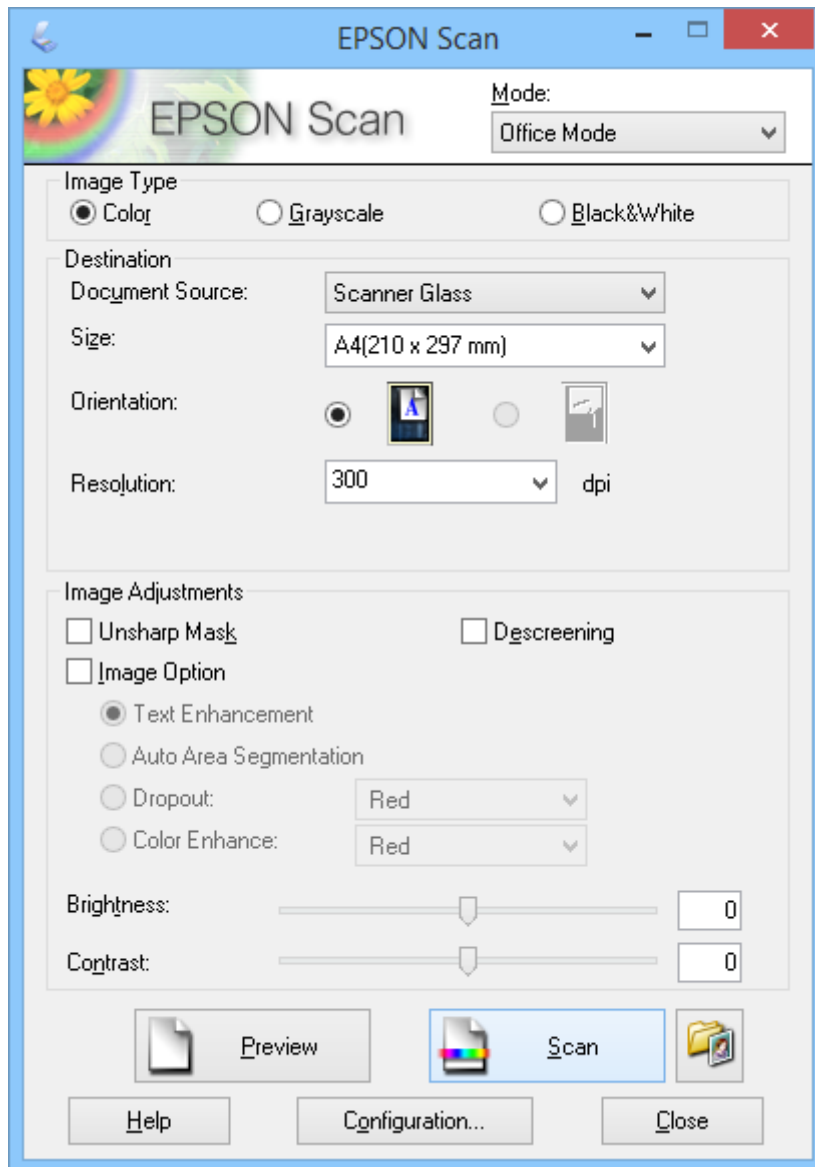 EPSON Scan
EPSON Scan
Mode:
Office Mode
Image Type
Color Grayscale Black&White
Destination
Document Source: Scanner Glass
Size: A4(210 x 297 mm)
Orientation: A
Resolution: 300 dpi
Image Adjustments
Unsharp Mask Descreening
Image Option
Text Enhancement
Auto Area Segmentation
Dropout: Red
Color Enhance: Red
Brightness: 0
Contrast: 0
Preview Scan
Help Configuration... Close